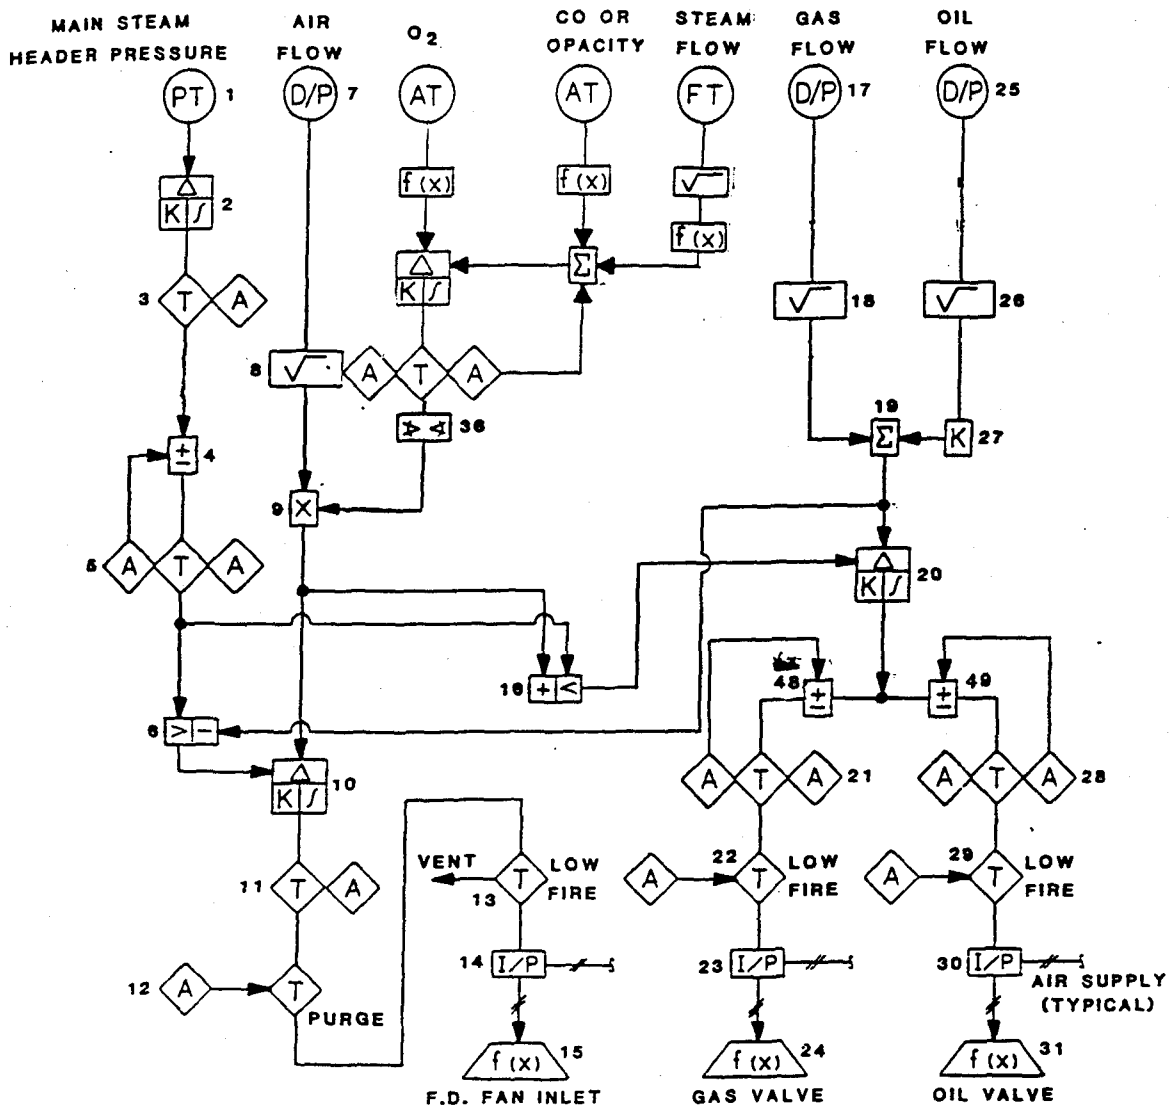 MAIN STEAM
HEADER PRESSURE
AIR
FLOW
O2
CO OR
OPACITY
STEAM
FLOW
GAS
FLOW
OIL
FLOW
PT 1
D/P 7
AT
AT
FT
D/P 17
D/P 25
f(x)
f(x)
√
f(x)
Δ
K ∫ 2
Δ
K ∫
Σ
3 T A
√ 18
√ 26
8 √
A T A
36
± 4
19
Σ
K 27
9 X
5 A T A
Δ
K ∫ 20
16 + <
48 ±
± 49
6 > -
Δ
K ∫ 10
A T A 21
A T A 28
11 T A
VENT
T 13
LOW
FIRE
A
22 T
LOW
FIRE
A
29 T
LOW
FIRE
12 A
T
PURGE
14 I/P
23 I/P
30 I/P
AIR SUPPLY
(TYPICAL)
f(x) 15
f(x) 24
f(x) 31
F.D. FAN INLET
GAS VALVE
OIL VALVE